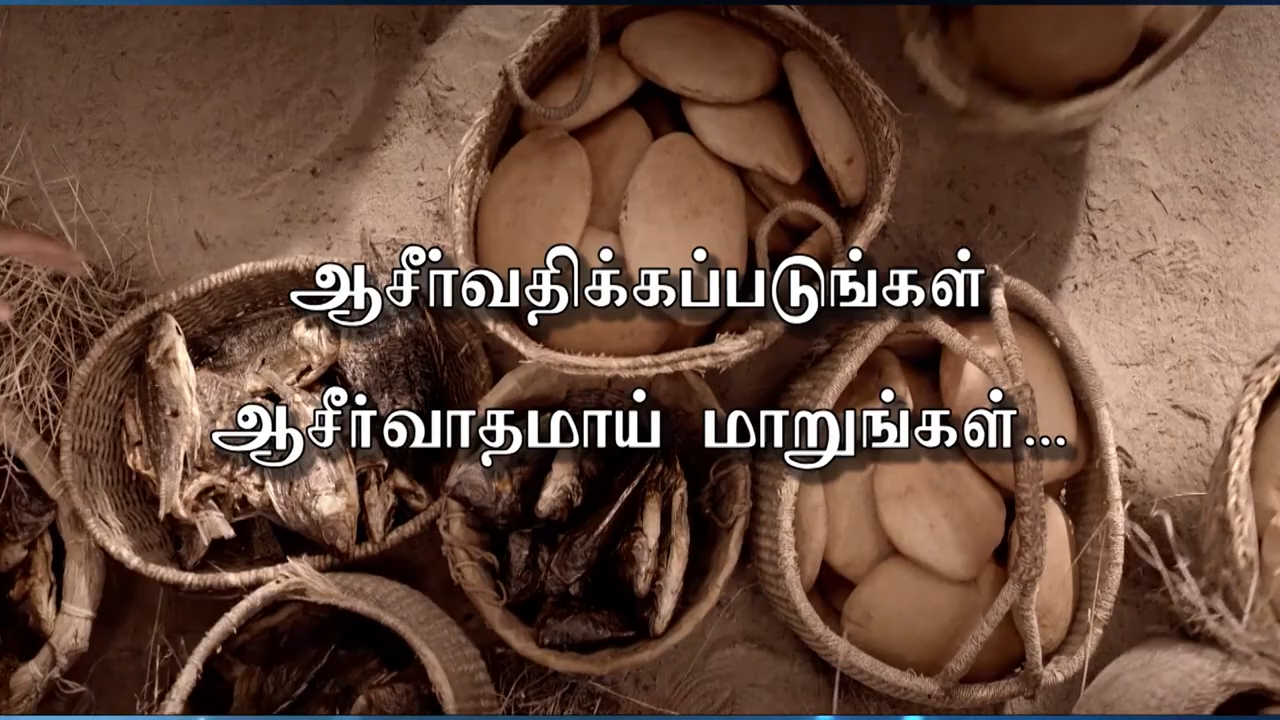 ஆசீர்வதிக்கப்படுங்கள்
ஆசீர்வாதமாய் மாறுங்கள்...